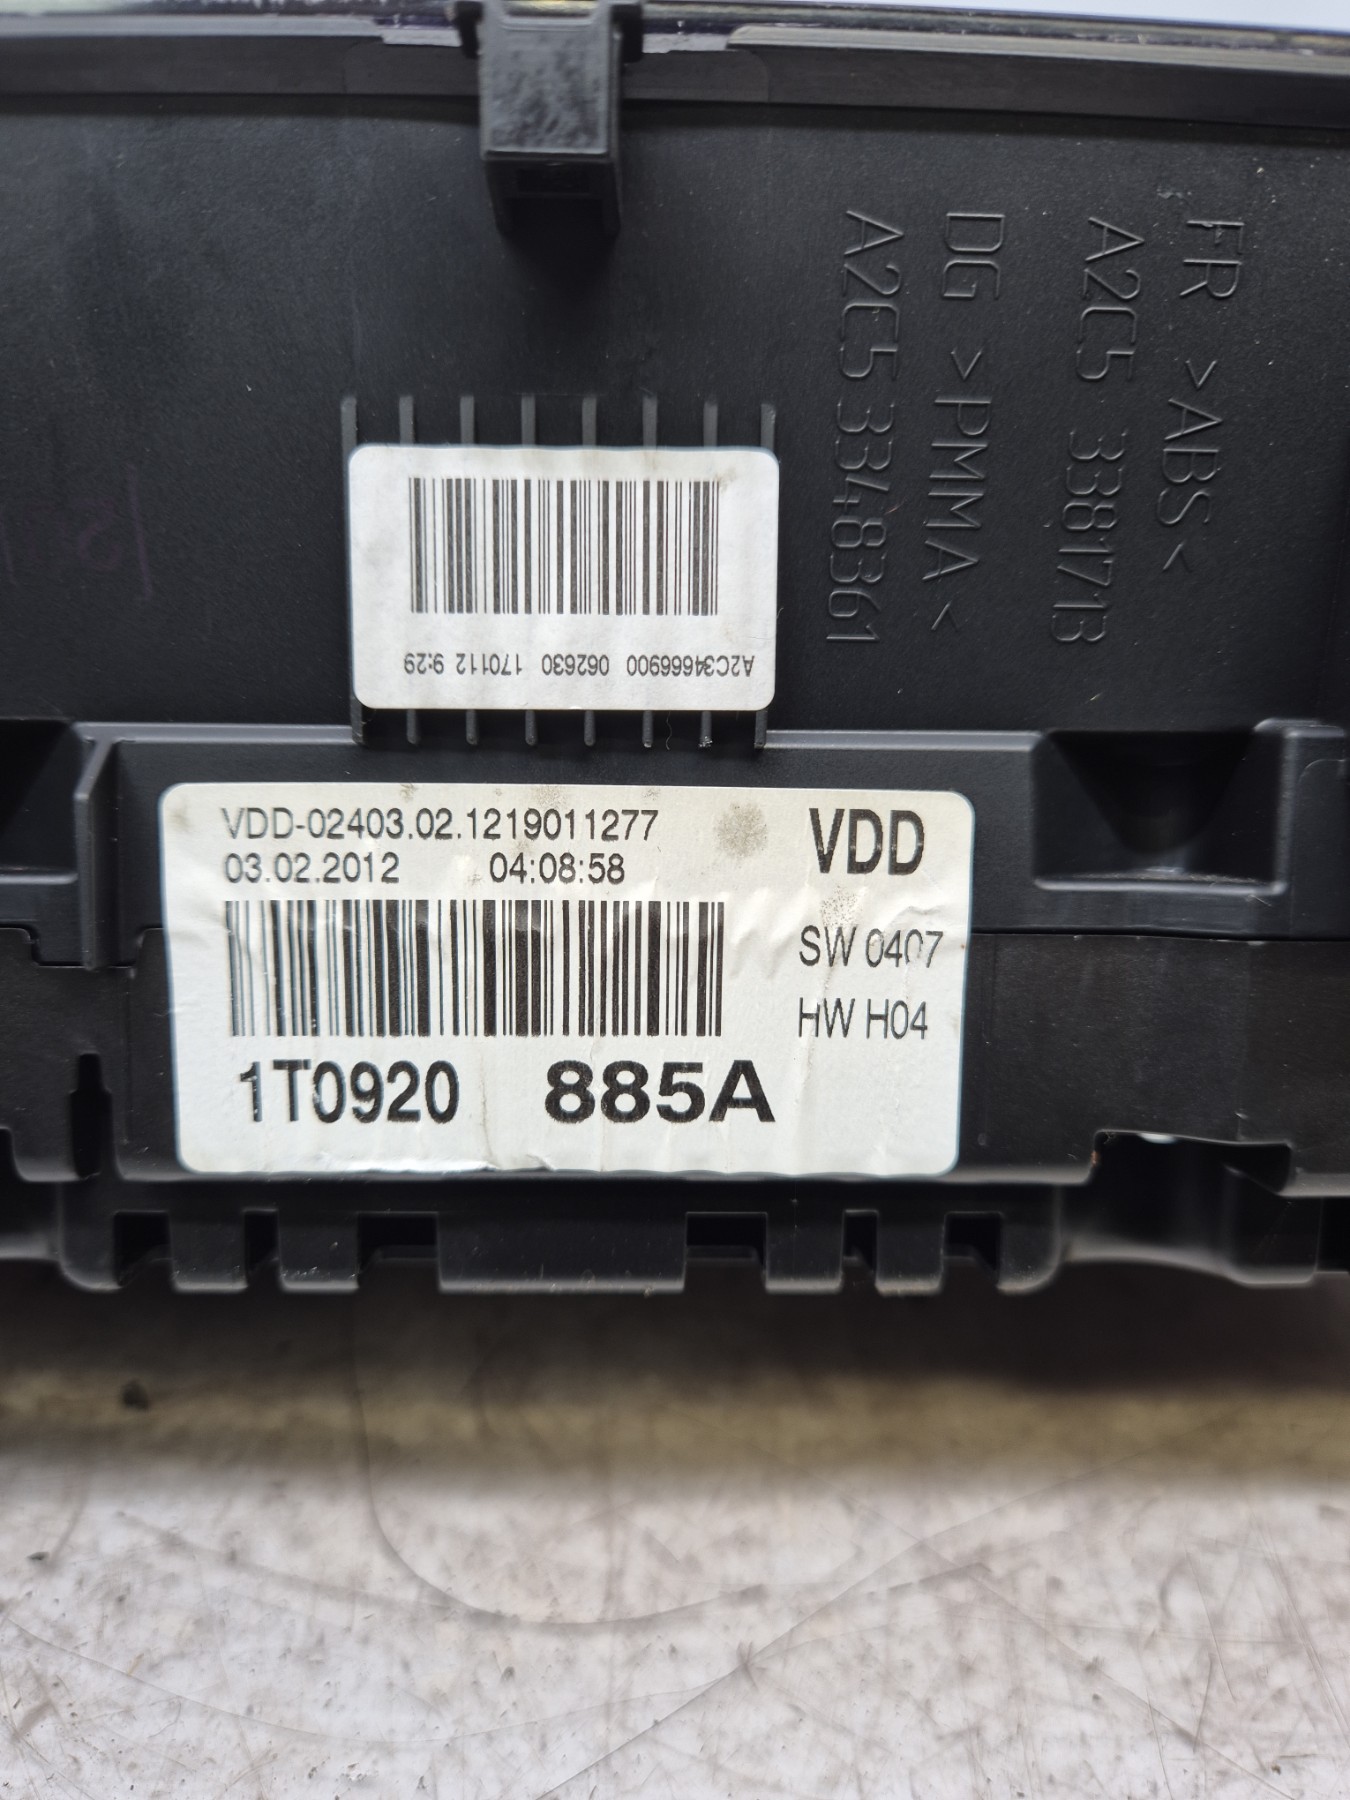 FR >ABS<
A2C5 3381713
DG >PMMA<
A2C5 3348361
A2C34666900 062630 170112 9:29
VDD-02403.02.1219011277
03.02.2012 04:08:58
VDD
SW 0407
HW H04
1T0920 885A